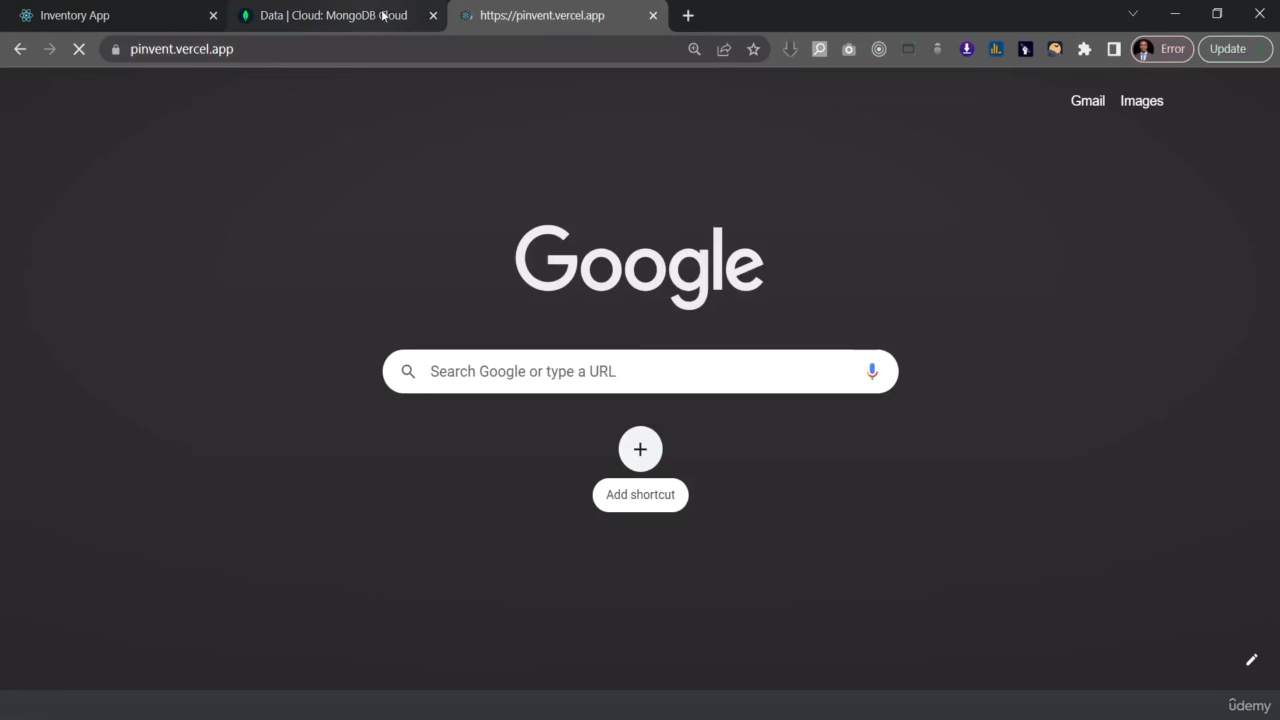 Inventory App
Data | Cloud: MongoDB Cloud
https://pinvent.vercel.app
pinvent.vercel.app
Error
Update
Gmail
Images
Google
Search Google or type a URL
Add shortcut
ûdemy